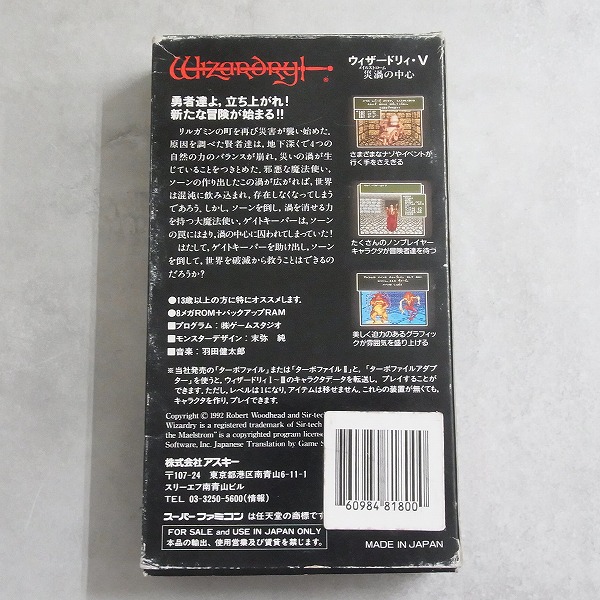 Wizardry
®
ウィザードリィ・V
メイルストローム
災渦の中心
勇者達よ，立ち上がれ！
新たな冒険が始まる!!
リルガミンの町を再び災害が襲い始めた。
原因を調べた賢者達は、地下深くで4つの
自然の力のバランスが崩れ、災いの渦が生
じていることをつきとめた。邪悪な魔法使い、
ソーンの作り出したこの渦が広がれば、世界
は混沌に飲み込まれ、存在しなくなってしま
うであろう。しかし、ソーンを倒し、渦を消せる力
を持つ大魔法使い、ゲイトキーパーは、ソーン
の罠にはまり、渦の中心に囚われてしまっていた！
はたして、ゲイトキーパーを助け出し、ソーン
を倒して、世界を破滅から救うことはできるの
だろうか？
さまざまなナゾやイベントが
行く手をさえぎる
たくさんのノンプレイヤー
キャラクタが冒険者達を待つ
美しく迫力のあるグラフィッ
クが雰囲気を盛り上げる
●13歳以上の方に特にオススメします。
●8メガROM＋バックアップRAM
■プログラム：㈱ゲームスタジオ
■モンスターデザイン：末弥 純
■音楽：羽田健太郎
※当社発売の「ターボファイル」または「ターボファイルⅡ」と、「ターボファイルアダプ
ター」を使うと、ウィザードリィⅠ～Ⅲのキャラクタデータを転送し、プレイすることが
できます。ただし、レベルは1になり、アイテムは移せません。これらの装置が無くても、
キャラクタを作り、プレイできます。
Copyright © 1992 Robert Woodhead and Sir-tech
Wizardry is a registered trademark of Sir-tech
the Maelstrom" is a copyrighted program license
Software, Inc. Japanese Translation by Game S
株式会社アスキー
〒107-24 東京都港区南青山6-11-1
スリーエフ南青山ビル
TEL 03-3250-5600（情報）
スーパーファミコン は任天堂の商標です
FOR SALE and USE IN JAPAN ONLY
本品の輸出、使用営業及び賃貸を禁じます。
60984 81800
MADE IN JAPAN